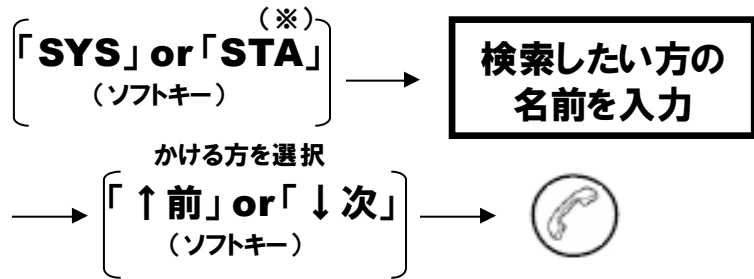 (※)
「SYS」or「STA」
(ソフトキー)
検索したい方の
名前を入力
かける方を選択
「↑前」or「↓次」
(ソフトキー)